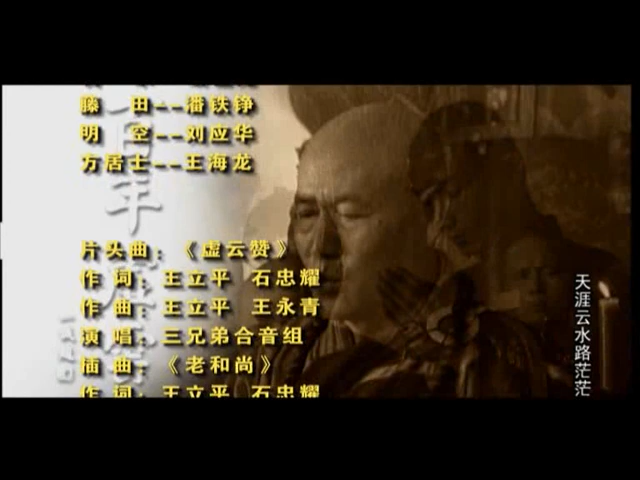 藤　田--潘铁铮
明　空--刘应华
方居士--王海龙
片头曲：《虚云赞》
作　词：王立平　石忠耀
作　曲：王立平　王永青
演　唱：三兄弟合音组
插　曲：《老和尚》
作　词：王立平　石忠耀
天涯云水路茫茫